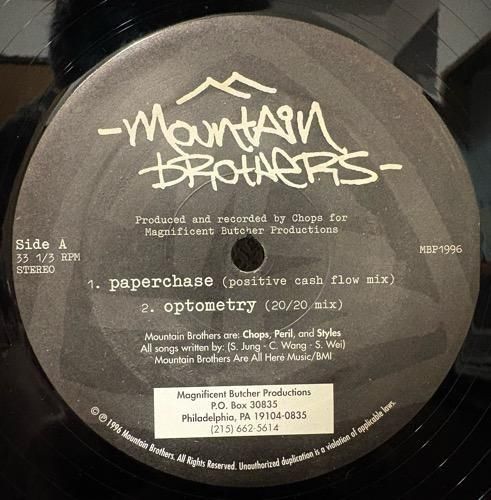 -mountAiN
bROthERS-
Produced and recorded by Chops for
Magnificent Butcher Productions
Side A
33 1/3 RPM
STEREO
MBP1996
1. paperchase (positive cash flow mix)
2. optometry (20/20 mix)
Mountain Brothers are: Chops, Peril, and Styles
All songs written by: (S. Jung - C. Wang - S. Wei)
Mountain Brothers Are All Here Music/BMI
Magnificent Butcher Productions
P.O. Box 30835
Philadelphia, PA 19104-0835
(215) 662-5614
© ℗ 1996 Mountain Brothers. All Rights Reserved. Unauthorized duplication is a violation of applicable laws.